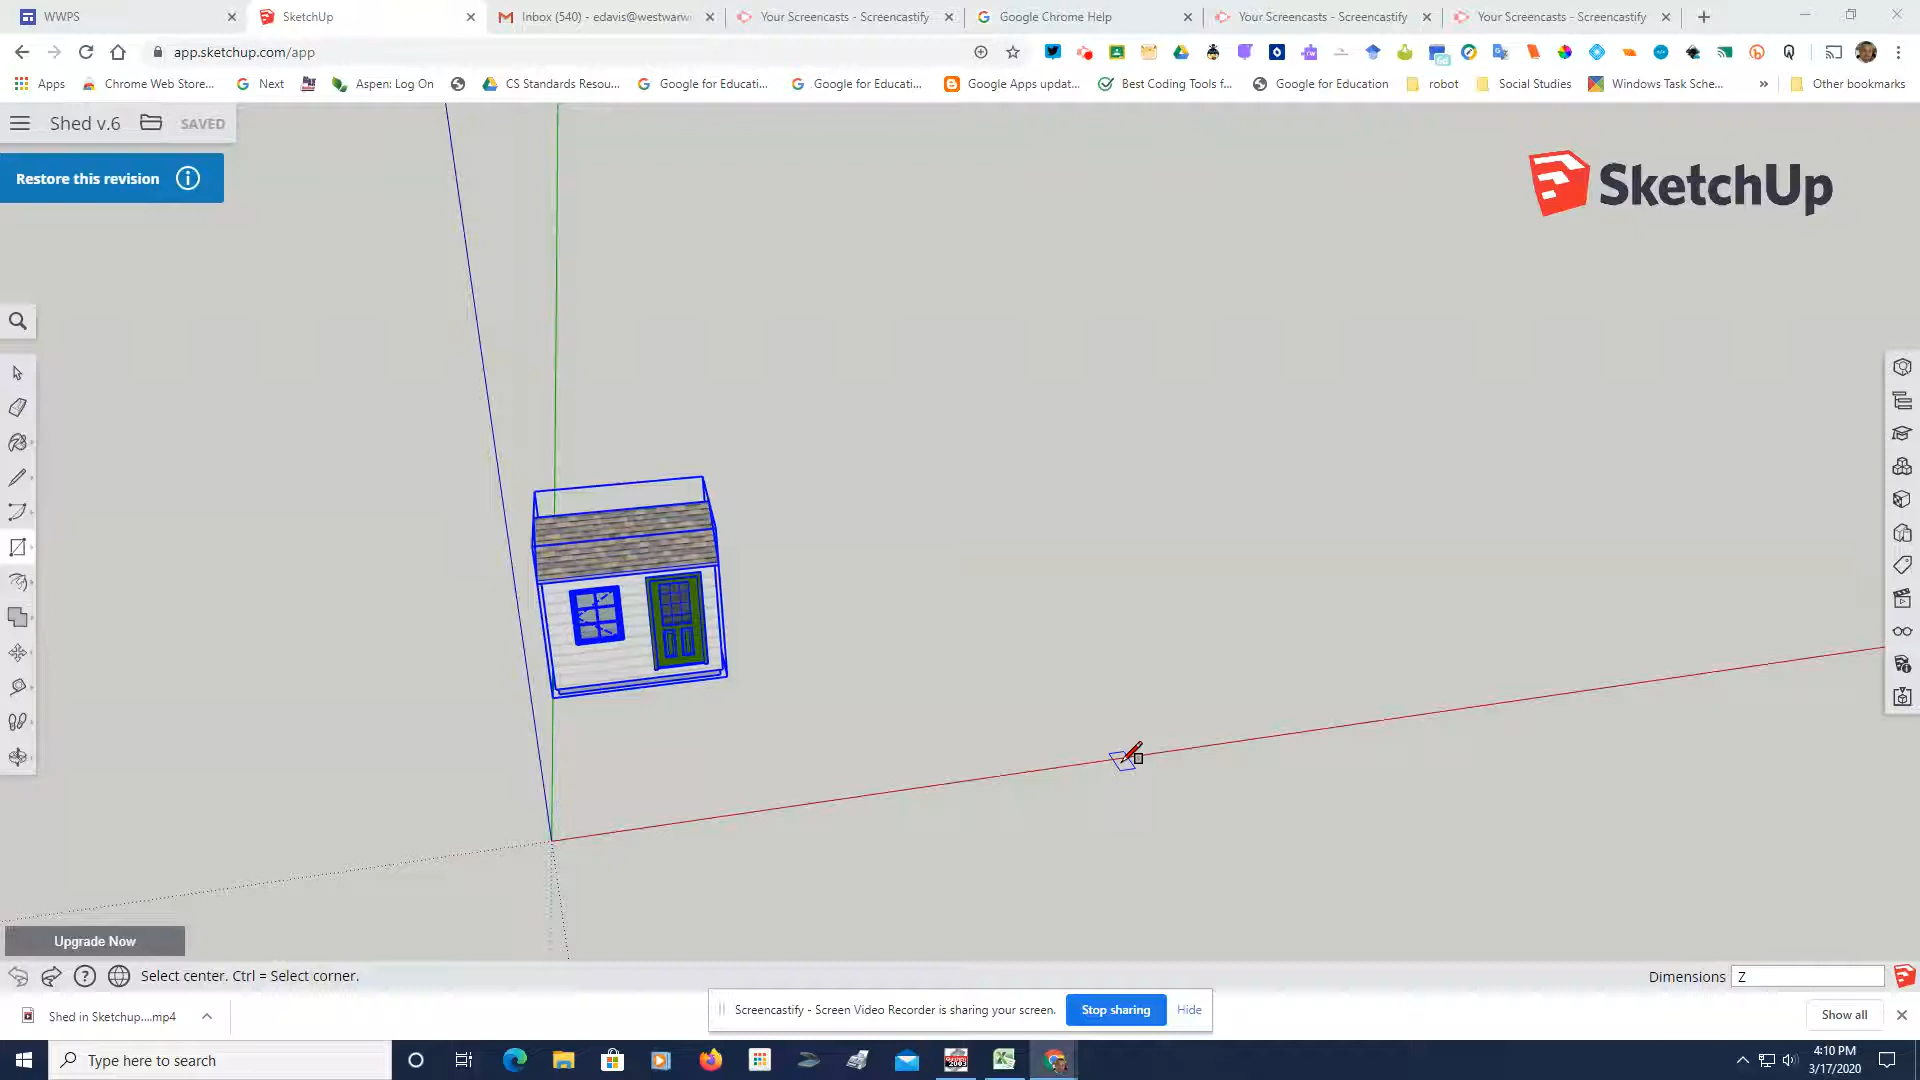 WWPS
SketchUp
Inbox (540) - edavis@westwarw
Your Screencasts - Screencastify
Google Chrome Help
Your Screencasts - Screencastify
Your Screencasts - Screencastify
app.sketchup.com/app
Apps
Chrome Web Store...
Next
Aspen: Log On
CS Standards Resou...
Google for Educati...
Google for Educati...
Google Apps updat...
Best Coding Tools f...
Google for Education
robot
Social Studies
Windows Task Sche...
»
Other bookmarks
Shed v.6
SAVED
Restore this revision
SketchUp
Upgrade Now
Select center. Ctrl = Select corner.
Dimensions
Z
Shed in Sketchup....mp4
Screencastify - Screen Video Recorder is sharing your screen.
Stop sharing
Hide
Show all
Type here to search
4:10 PM
3/17/2020